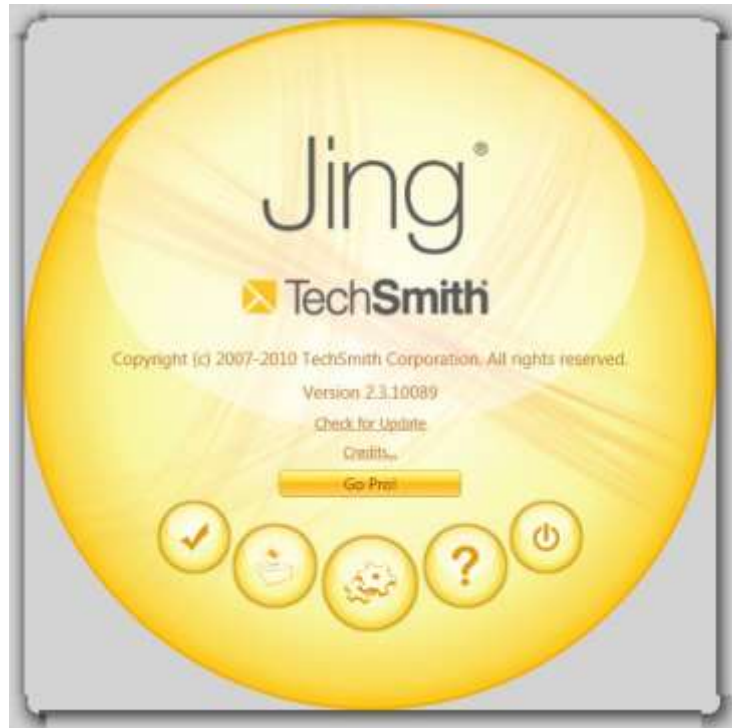 Jing®
TechSmith
Copyright (c) 2007-2010 TechSmith Corporation. All rights reserved.
Version 2.3.10089
Check for Update
Credits...
Go Pro!
?